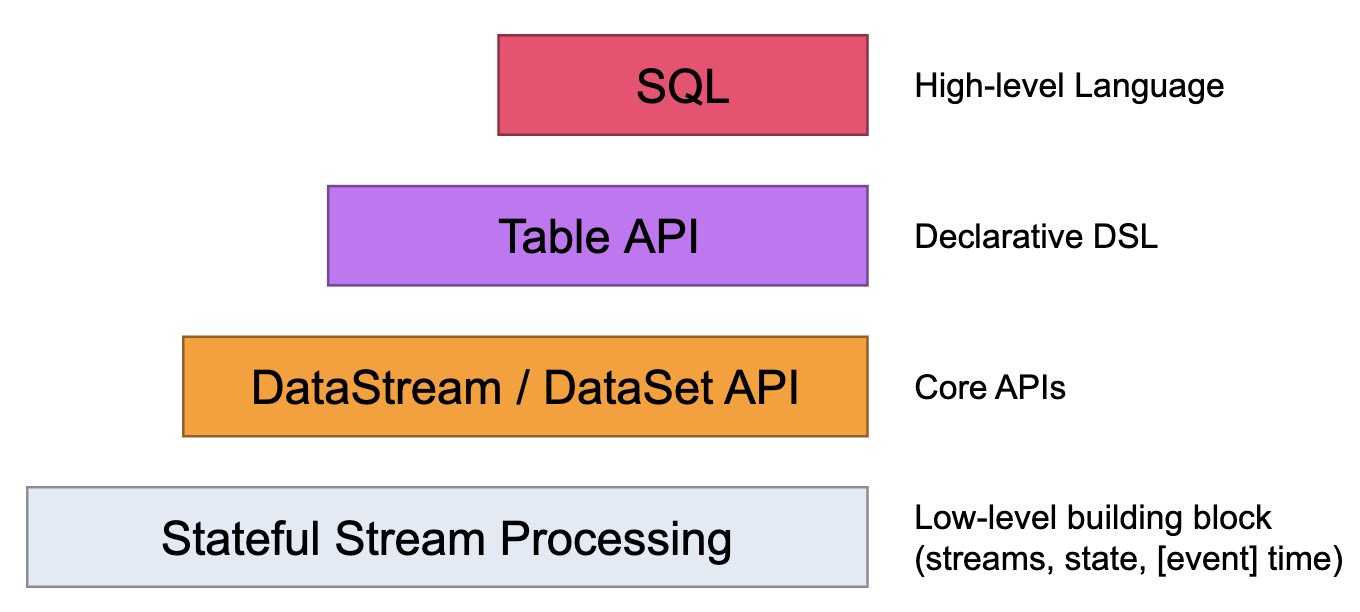 SQL
High-level Language
Table API
Declarative DSL
DataStream / DataSet API
Core APIs
Stateful Stream Processing
Low-level building block
(streams, state, [event] time)